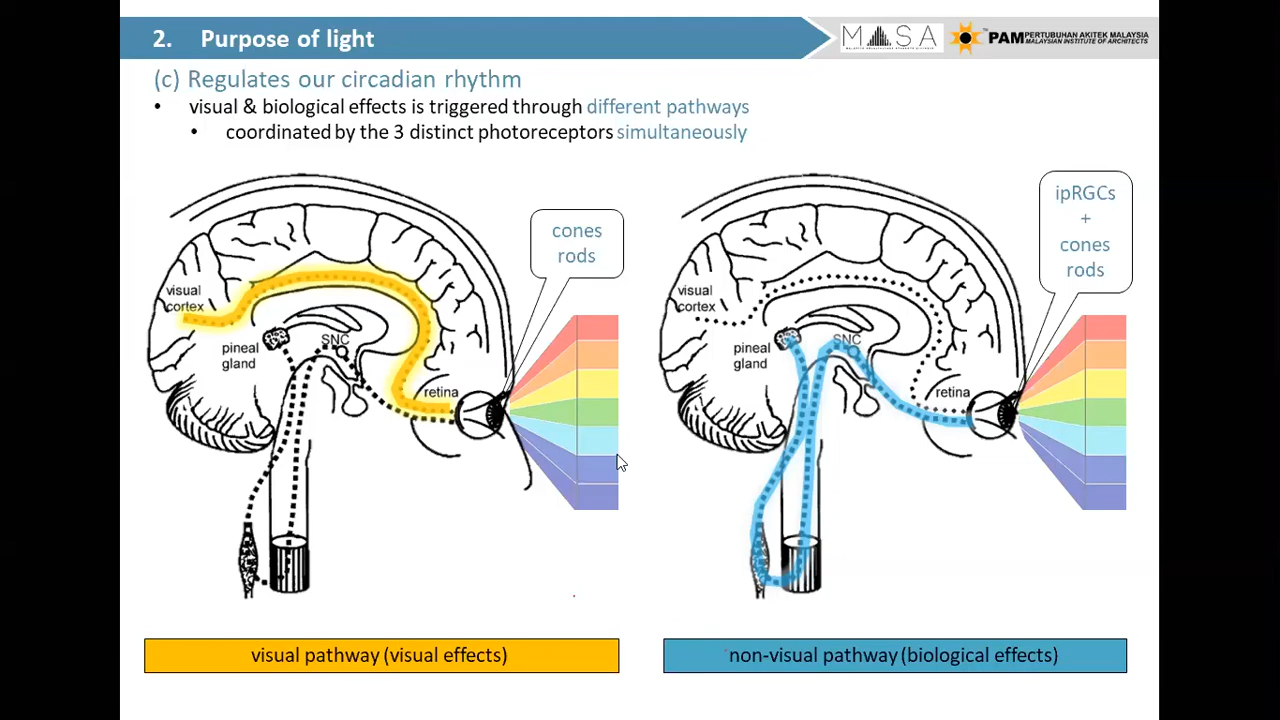 2. Purpose of light
MASA
PAM PERTUBUHAN AKITEK MALAYSIA
MALAYSIAN INSTITUTE OF ARCHITECTS
(c) Regulates our circadian rhythm
• visual & biological effects is triggered through different pathways
• coordinated by the 3 distinct photoreceptors simultaneously
cones
rods
visual
cortex
pineal
gland
SNC
retina
ipRGCs
+
cones
rods
visual
cortex
pineal
gland
SNC
retina
visual pathway (visual effects)
non-visual pathway (biological effects)